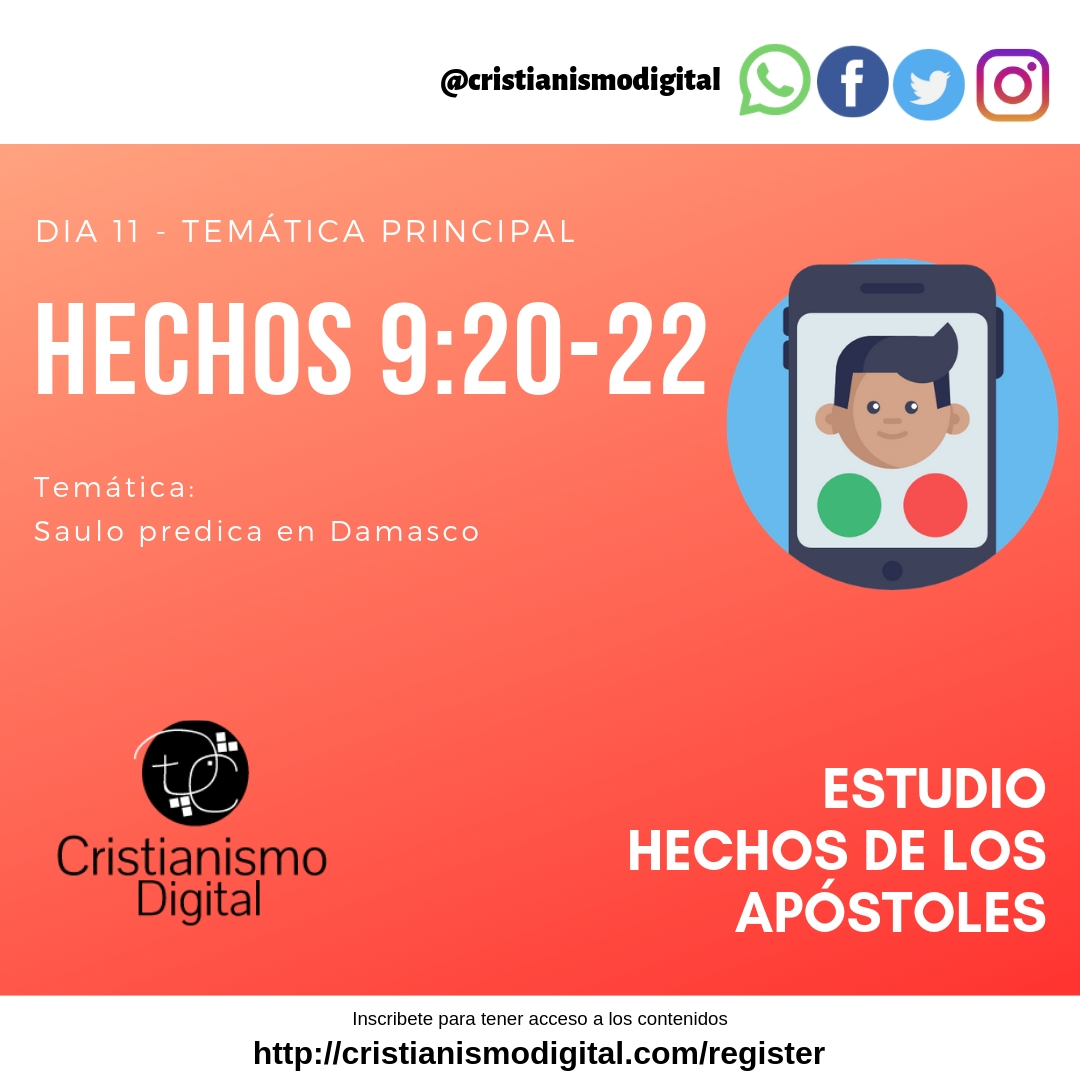 @cristianismodigital
DIA 11 - TEMÁTICA PRINCIPAL
HECHOS 9:20-22
Temática:
Saulo predica en Damasco
Cristianismo
Digital
ESTUDIO
HECHOS DE LOS
APÓSTOLES
Inscribete para tener acceso a los contenidos
http://cristianismodigital.com/register